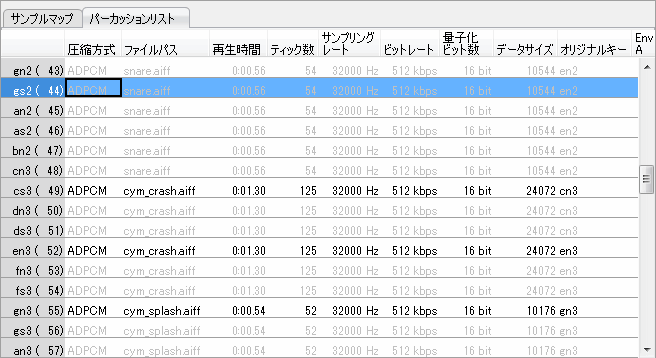 サンプルマップ パーカッションリスト
圧縮方式 ファイルパス 再生時間 ティック数 サンプリングレート ビットレート 量子化ビット数 データサイズ オリジナルキー Env A
gn2 ( 43) ADPCM snare.aiff 0:00.56 54 32000 Hz 512 kbps 16 bit 10544 en2
gs2 ( 44) ADPCM snare.aiff 0:00.56 54 32000 Hz 512 kbps 16 bit 10544 en2
an2 ( 45) ADPCM snare.aiff 0:00.56 54 32000 Hz 512 kbps 16 bit 10544 en2
as2 ( 46) ADPCM snare.aiff 0:00.56 54 32000 Hz 512 kbps 16 bit 10544 en2
bn2 ( 47) ADPCM snare.aiff 0:00.56 54 32000 Hz 512 kbps 16 bit 10544 en2
cn3 ( 48) ADPCM snare.aiff 0:00.56 54 32000 Hz 512 kbps 16 bit 10544 en2
cs3 ( 49) ADPCM cym_crash.aiff 0:01.30 125 32000 Hz 512 kbps 16 bit 24072 cn3
dn3 ( 50) ADPCM cym_crash.aiff 0:01.30 125 32000 Hz 512 kbps 16 bit 24072 cn3
ds3 ( 51) ADPCM cym_crash.aiff 0:01.30 125 32000 Hz 512 kbps 16 bit 24072 cn3
en3 ( 52) ADPCM cym_crash.aiff 0:01.30 125 32000 Hz 512 kbps 16 bit 24072 en3
fn3 ( 53) ADPCM cym_crash.aiff 0:01.30 125 32000 Hz 512 kbps 16 bit 24072 en3
fs3 ( 54) ADPCM cym_crash.aiff 0:01.30 125 32000 Hz 512 kbps 16 bit 24072 en3
gn3 ( 55) ADPCM cym_splash.aiff 0:00.54 52 32000 Hz 512 kbps 16 bit 10176 gn3
gs3 ( 56) ADPCM cym_splash.aiff 0:00.54 52 32000 Hz 512 kbps 16 bit 10176 gn3
an3 ( 57) ADPCM cym_splash.aiff 0:00.54 52 32000 Hz 512 kbps 16 bit 10176 gn3